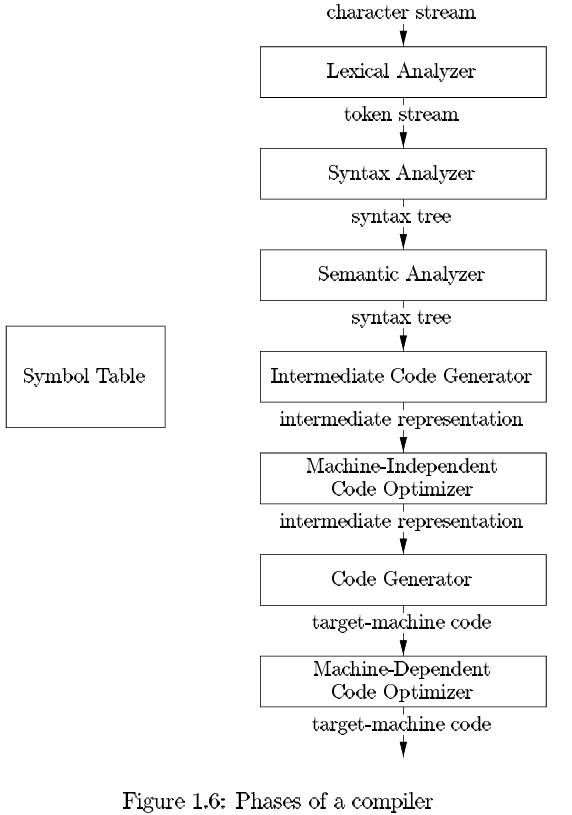 character stream
Lexical Analyzer
token stream
Syntax Analyzer
syntax tree
Semantic Analyzer
syntax tree
Symbol Table
Intermediate Code Generator
intermediate representation
Machine-Independent
Code Optimizer
intermediate representation
Code Generator
target-machine code
Machine-Dependent
Code Optimizer
target-machine code
Figure 1.6: Phases of a compiler